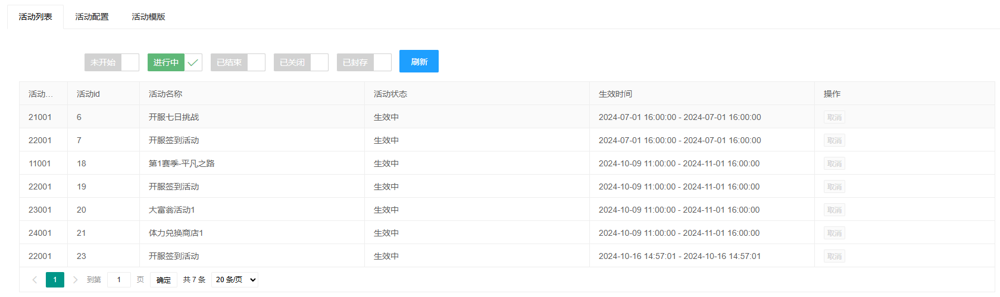 活动列表 活动配置 活动模版
未开始 进行中 已结束 已关闭 已封存 刷新
活动... 活动id 活动名称 活动状态 生效时间 操作
21001 6 开服七日挑战 生效中 2024-07-01 16:00:00 - 2024-07-01 16:00:00 取消
22001 7 开服签到活动 生效中 2024-07-01 16:00:00 - 2024-07-01 16:00:00 取消
11001 18 第1赛季-平凡之路 生效中 2024-10-09 11:00:00 - 2024-11-01 16:00:00 取消
22001 19 开服签到活动 生效中 2024-10-09 11:00:00 - 2024-11-01 16:00:00 取消
23001 20 大富翁活动1 生效中 2024-10-09 11:00:00 - 2024-11-01 16:00:00 取消
24001 21 体力兑换商店1 生效中 2024-10-09 11:00:00 - 2024-11-01 16:00:00 取消
22001 23 开服签到活动 生效中 2024-10-16 14:57:01 - 2024-10-16 14:57:01 取消
1 到第 1 页 确定 共 7 条 20 条/页